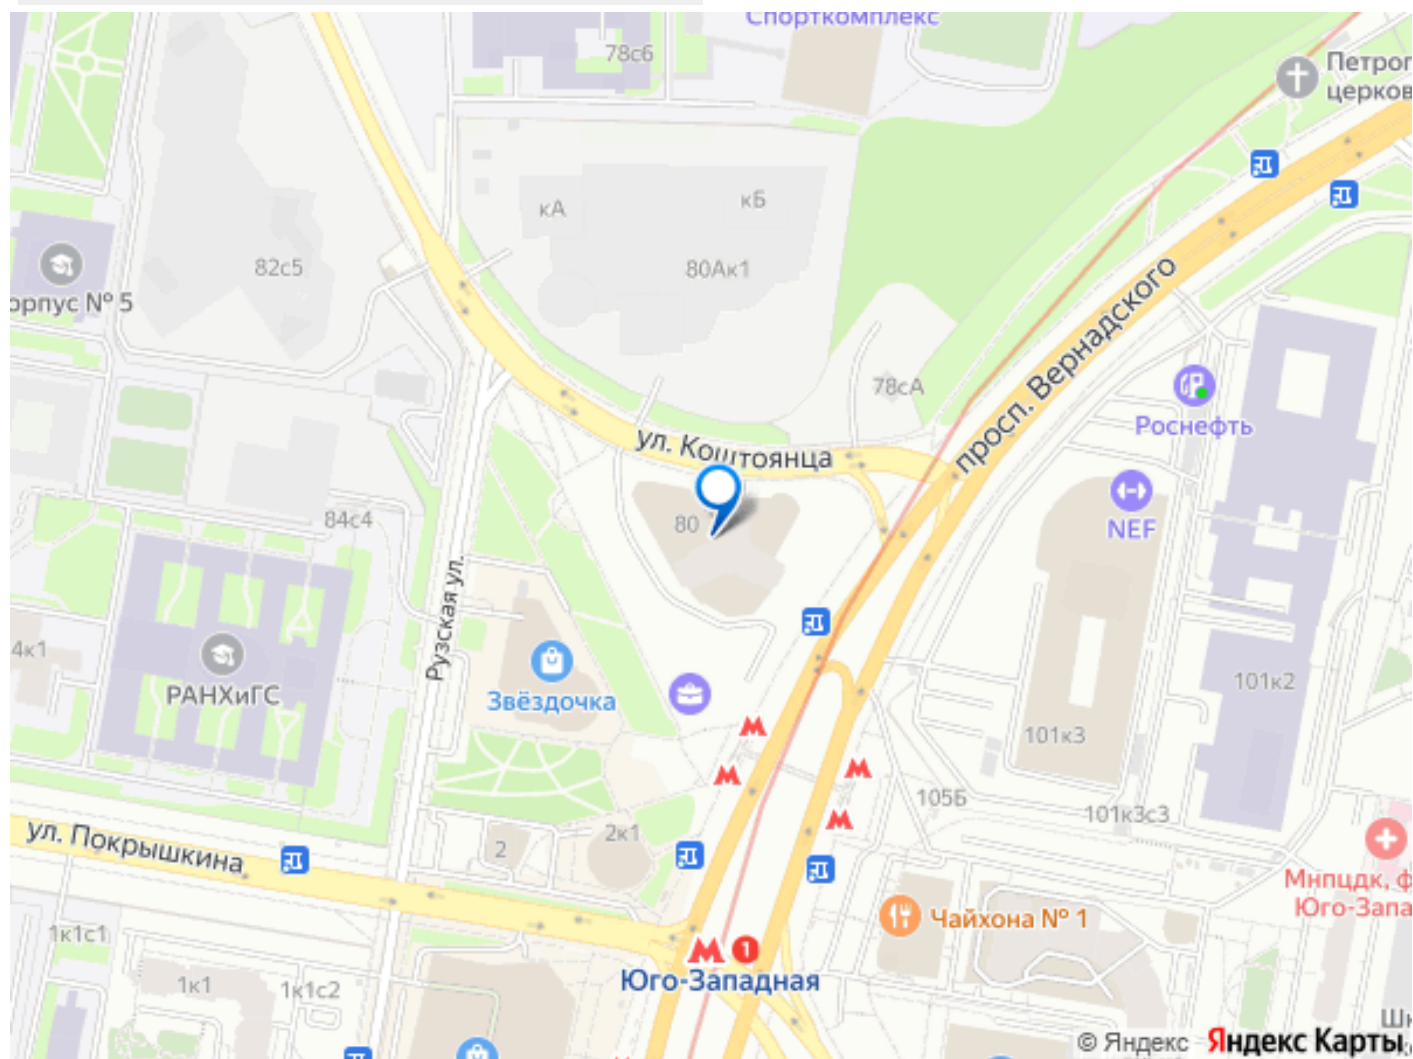 Спорткомплекс
78с6
Петроп
церков
кА
кБ
82с5
80Ак1
орпус № 5
просп. Вернадского
78сА
Роснефть
ул. Коштоянца
84с4
80
NEF
Рузская ул.
4к1
РАНХиГС
Звёздочка
101к2
101к3
105Б
101к3с3
ул. Покрышкина
2к1
2
Мнпцдк, ф
Юго-Запа
Чайхона № 1
1к1с1
М 1
Юго-Западная
1к1
1к1с2
Шк
© Яндекс Яндекс Карты